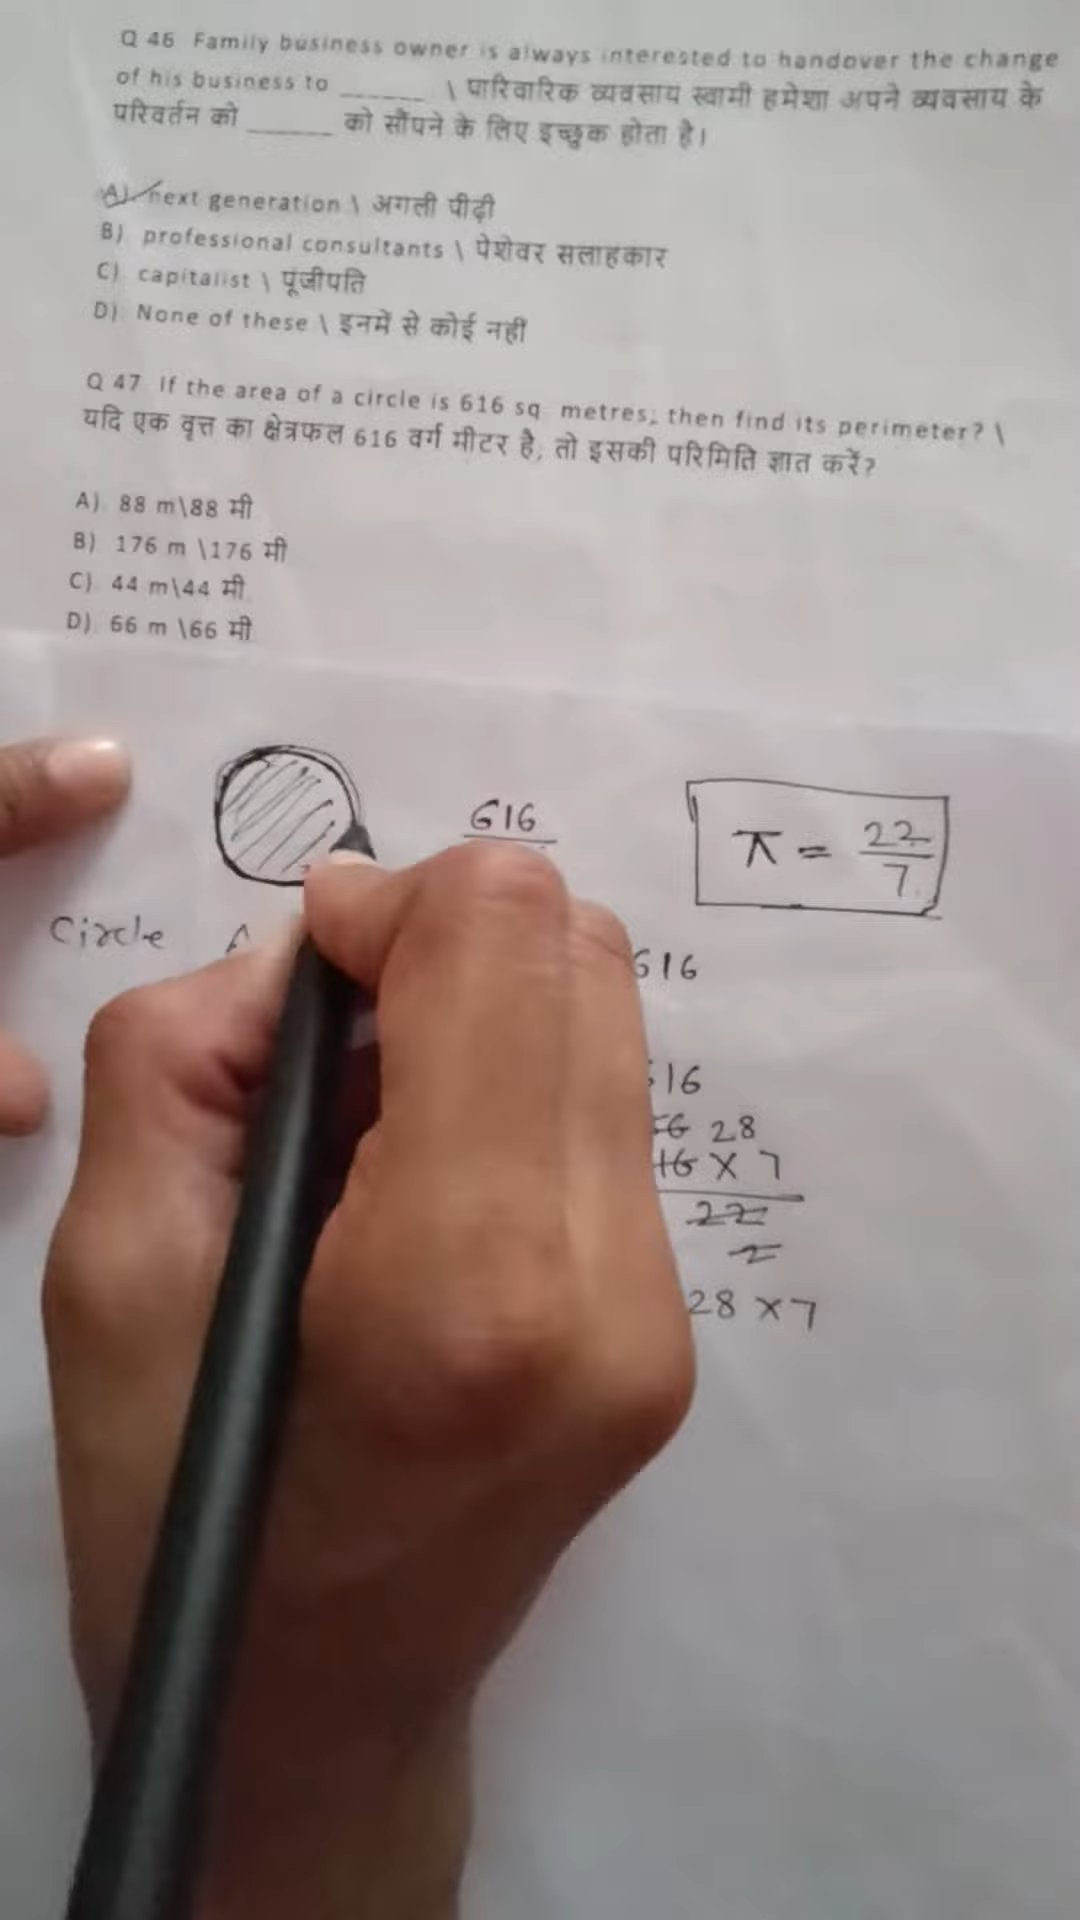 Q 46 Family business owner is always interested to handover the change
of his business to ______ \ पारिवारिक व्यवसाय स्वामी हमेशा अपने व्यवसाय के
परिवर्तन को ______ को सौंपने के लिए इच्छुक होता है।
A) next generation \ अगली पीढ़ी
B) professional consultants \ पेशेवर सलाहकार
C) capitalist \ पूंजीपति
D) None of these \ इनमें से कोई नहीं
Q 47 If the area of a circle is 616 sq metres, then find its perimeter? \
यदि एक वृत्त का क्षेत्रफल 616 वर्ग मीटर है, तो इसकी परिमिति ज्ञात करें?
A) 88 m\88 मी
B) 176 m \176 मी
C) 44 m\44 मी
D) 66 m \66 मी
616
π = 22/7
Circle
616
16
28
× 7
22
2
28 × 7